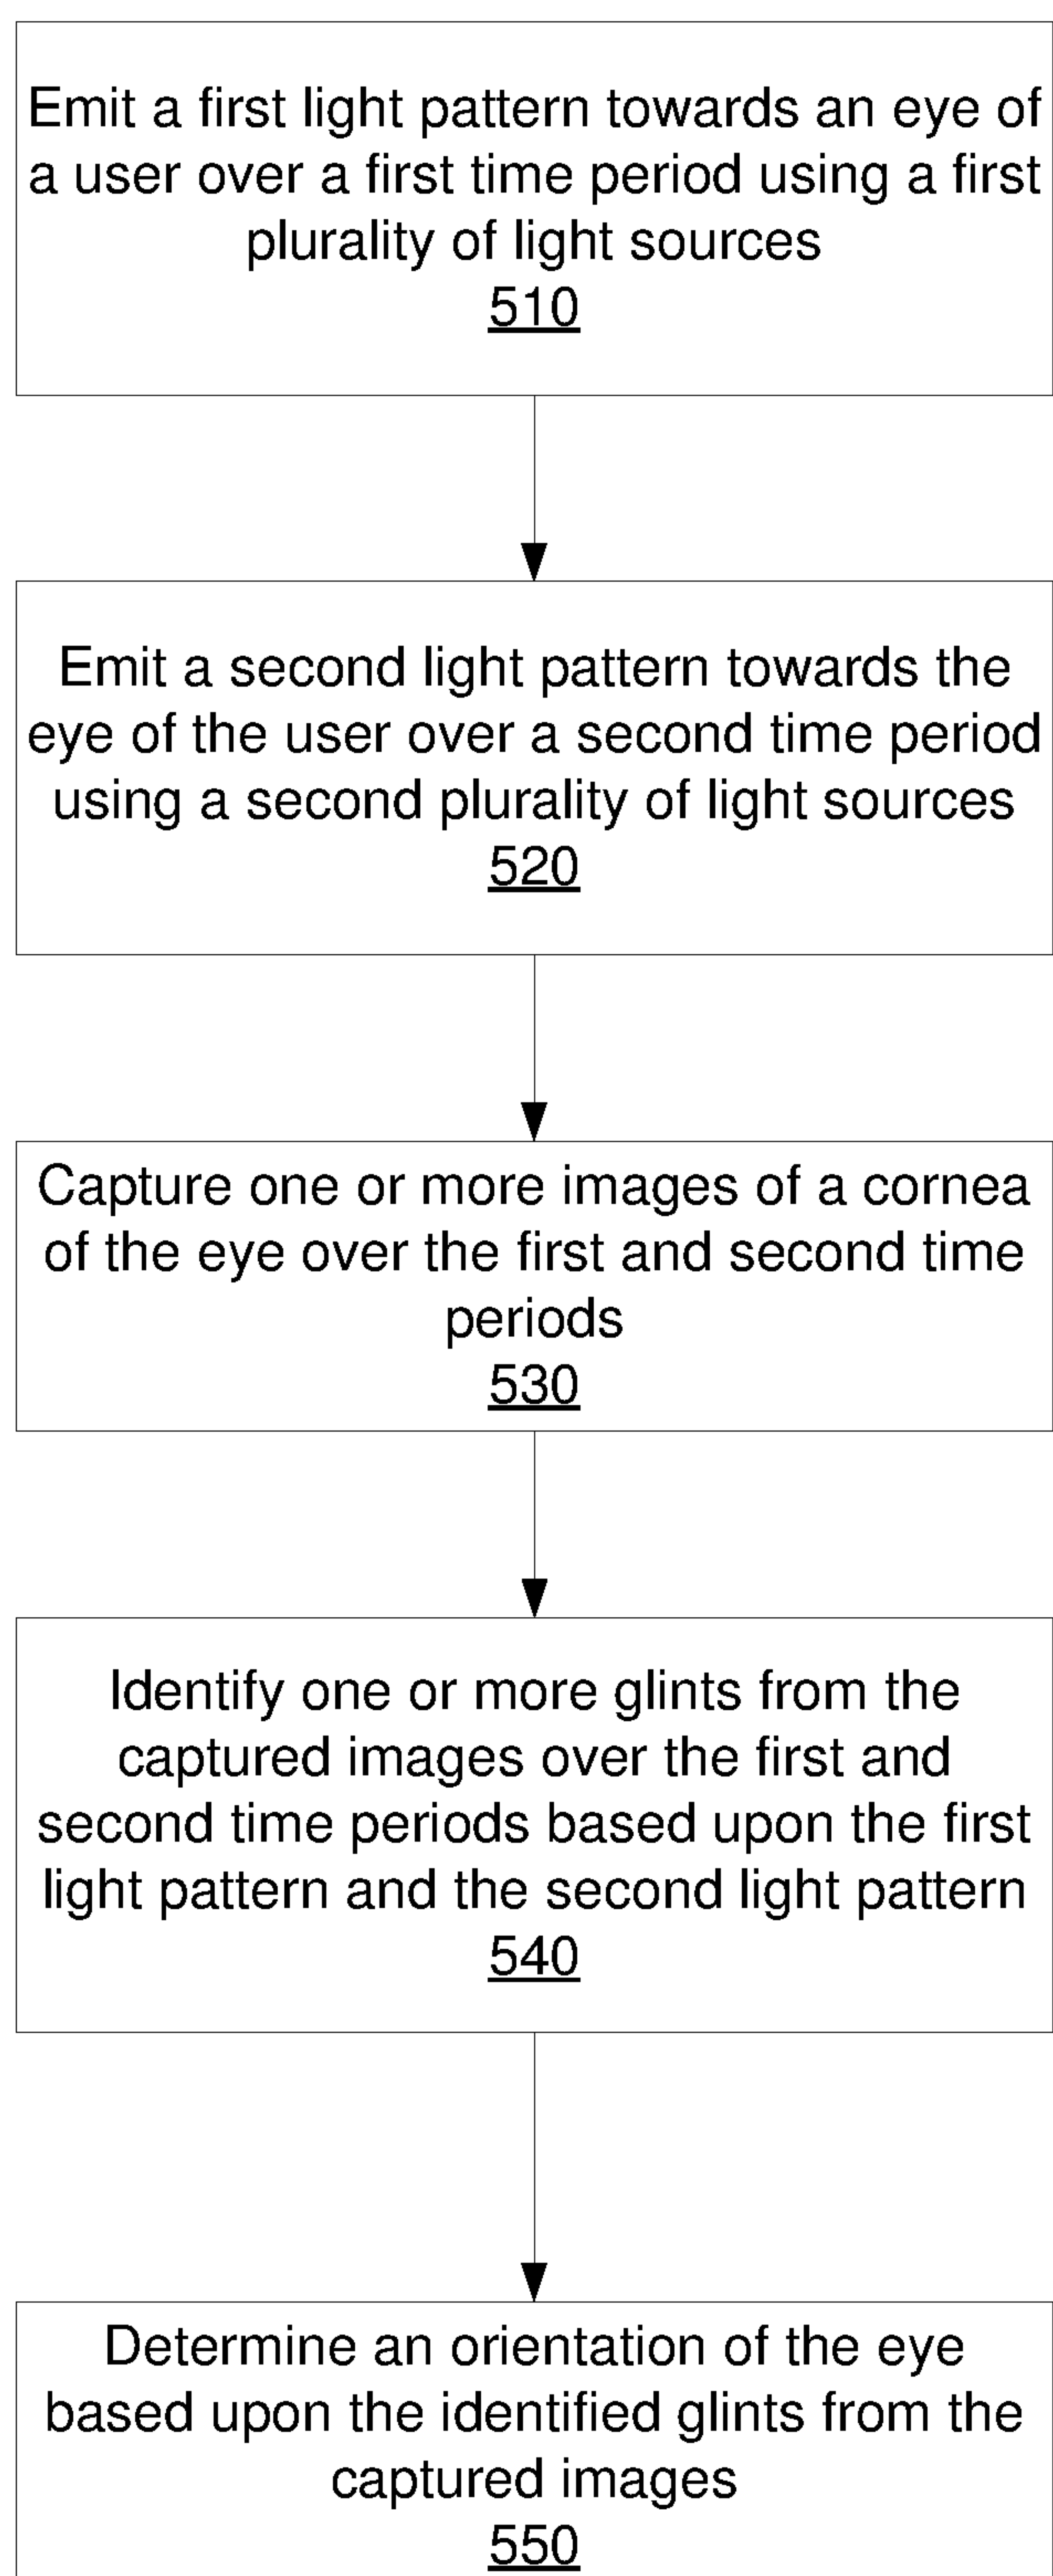 Emit a first light pattern towards an eye of
a user over a first time period using a first
plurality of light sources
510
Emit a second light pattern towards the
eye of the user over a second time period
using a second plurality of light sources
520
Capture one or more images of a cornea
of the eye over the first and second time
periods
530
Identify one or more glints from the
captured images over the first and
second time periods based upon the first
light pattern and the second light pattern
540
Determine an orientation of the eye
based upon the identified glints from the
captured images
550